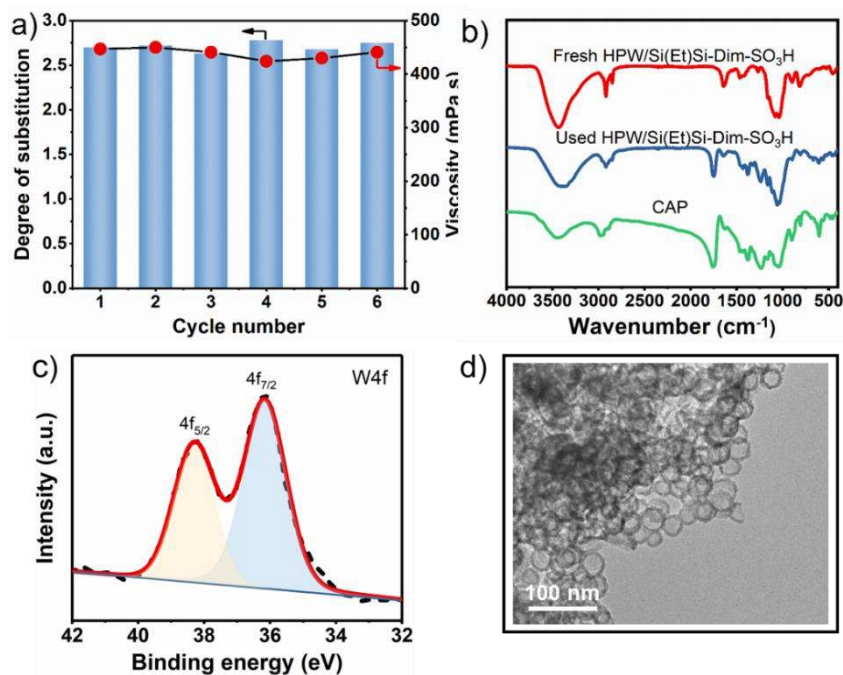 a)
3.0
2.5
2.0
1.5
1.0
0.5
0.0
Degree of substitution
1 2 3 4 5 6
Cycle number
500
400
300
200
100
0
Viscosity (mPa s)
b)
Fresh HPW/Si(Et)Si-Dim-SO₃H
Used HPW/Si(Et)Si-Dim-SO₃H
CAP
4000 3500 3000 2500 2000 1500 1000 500
Wavenumber (cm⁻¹)
c)
W4f
4f₇/₂
4f₅/₂
Intensity (a.u.)
42 40 38 36 34 32
Binding energy (eV)
d)
100 nm